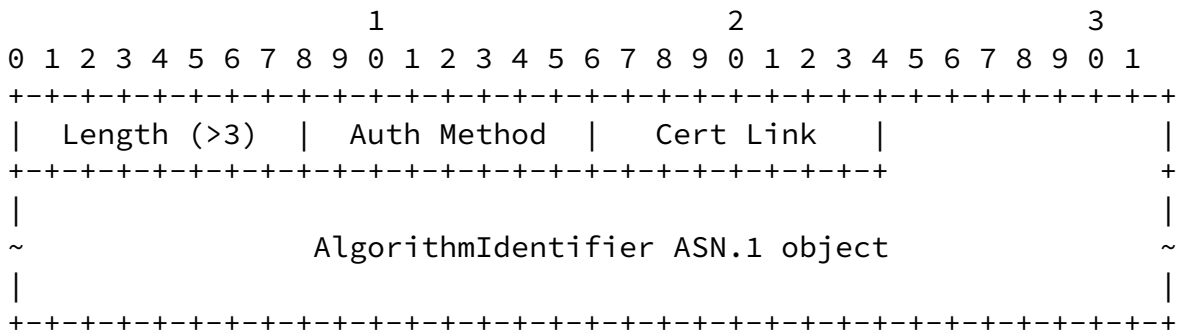 1                   2                   3
 0 1 2 3 4 5 6 7 8 9 0 1 2 3 4 5 6 7 8 9 0 1 2 3 4 5 6 7 8 9 0 1
+-+-+-+-+-+-+-+-+-+-+-+-+-+-+-+-+-+-+-+-+-+-+-+-+-+-+-+-+-+-+-+-+
|  Length (>3)  |  Auth Method  |   Cert Link   |               |
+-+-+-+-+-+-+-+-+-+-+-+-+-+-+-+-+-+-+-+-+-+-+-+-+               +
|                                                               |
~                AlgorithmIdentifier ASN.1 object               ~
|                                                               |
+-+-+-+-+-+-+-+-+-+-+-+-+-+-+-+-+-+-+-+-+-+-+-+-+-+-+-+-+-+-+-+-+